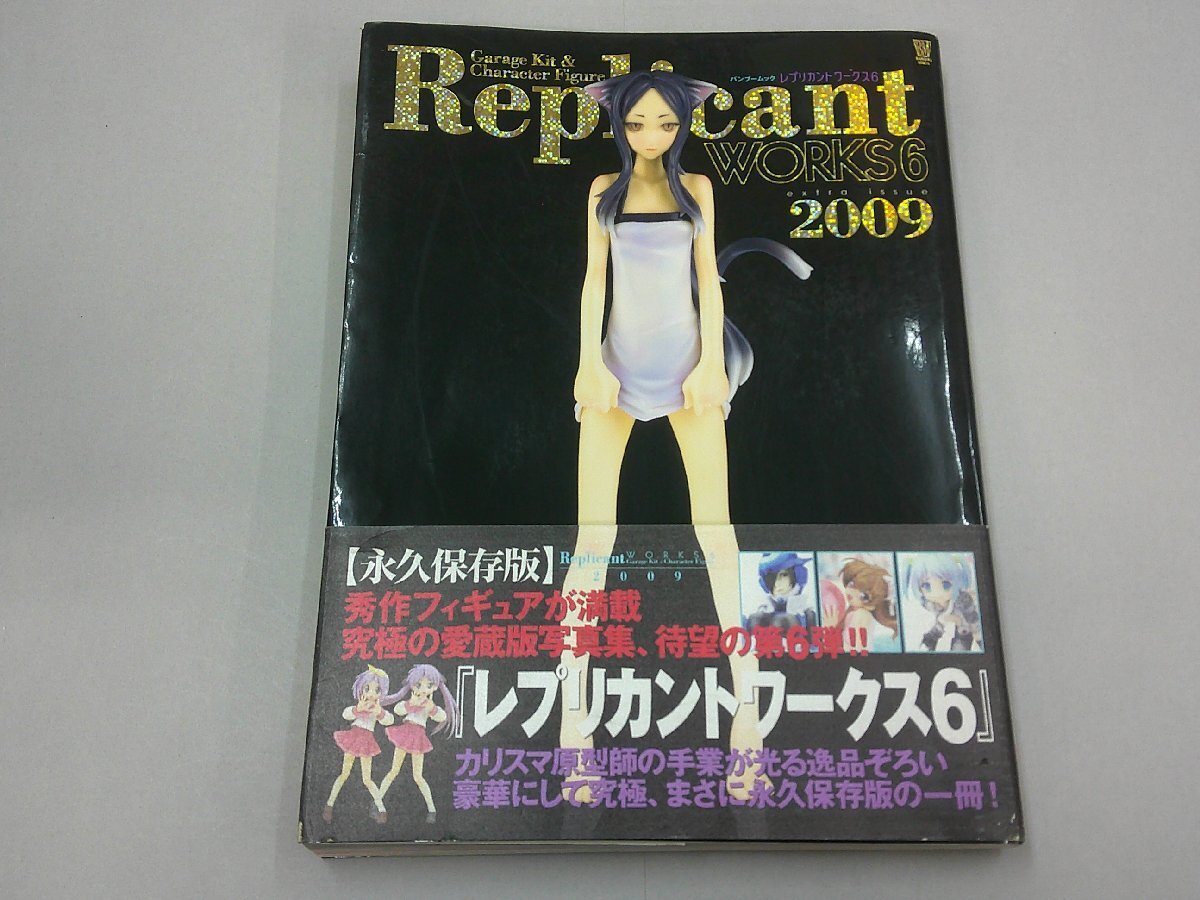 Garage Kit &
Character Figure
Replicant
バンブームック レプリカントワークス6
WORKS6
extra issue
2009
【永久保存版】
Replicant WORKS 6
2009
秀作フィギュアが満載
究極の愛蔵版写真集、待望の第6弾!!
『レプリカントワークス6』
カリスマ原型師の手業が光る逸品ぞろい
豪華にして究極、まさに永久保存版の一冊!